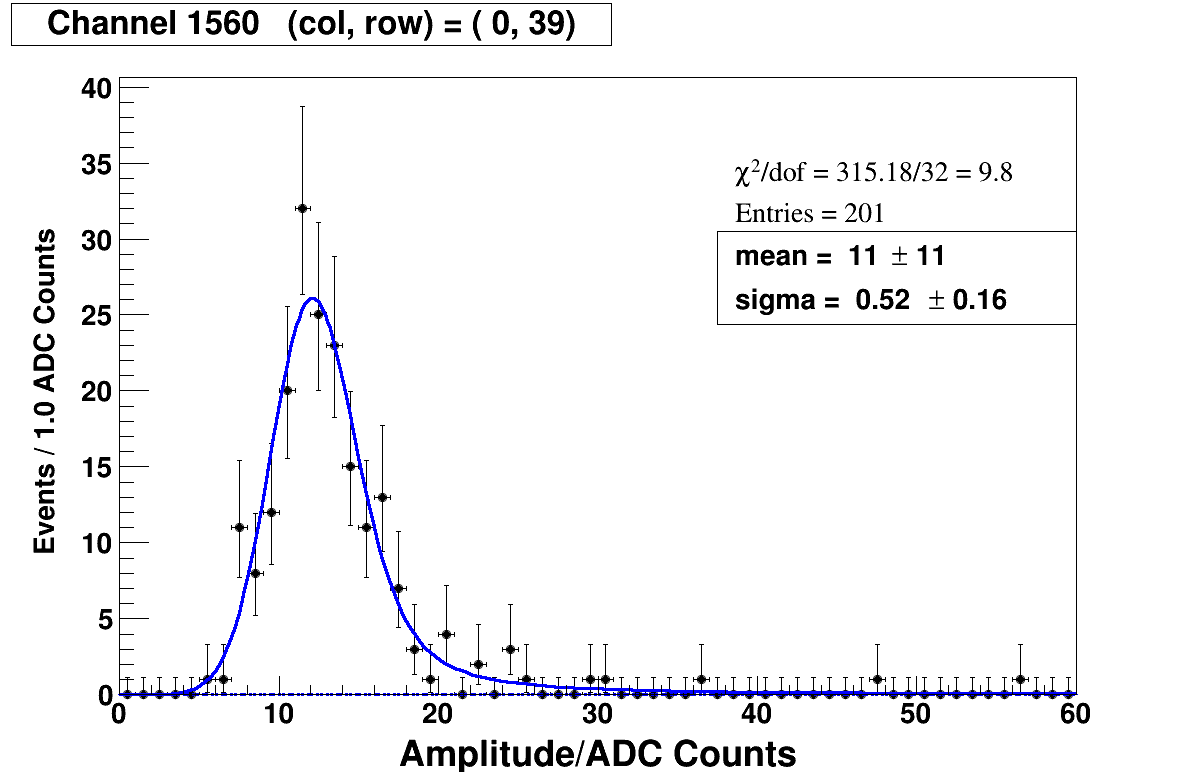 Channel 1560 (col, row) = ( 0, 39)
40
35
30
25
20
15
10
5
0
Events / 1.0 ADC Counts
χ²/dof = 315.18/32 = 9.8
Entries = 201
mean = 11 ± 11
sigma = 0.52 ± 0.16
0 10 20 30 40 50 60
Amplitude/ADC Counts